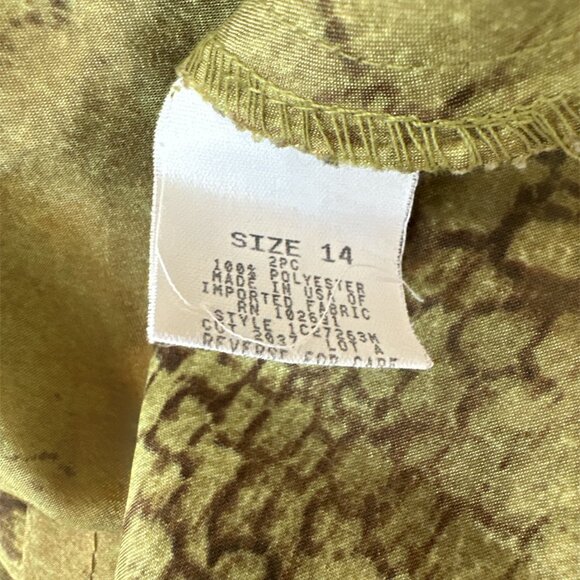 SIZE 14
2PC
100% POLYESTER
MADE IN USA OF
IMPORTED FABRIC
RN 102691
STYLE 1C27263M
CUT 2037 LOT A
REVERSE FOR CARE